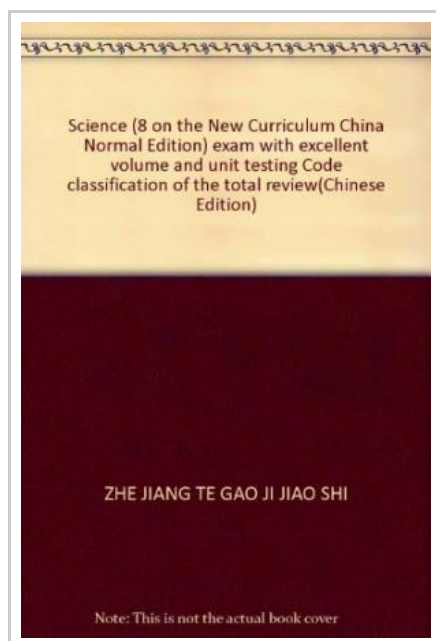 Science (8 on the New Curriculum China
Normal Edition) exam with excellent
volume and unit testing Code
classification of the total review(Chinese
Edition)
ZHE JIANG TE GAO JI JIAO SHI
Note: This is not the actual book cover